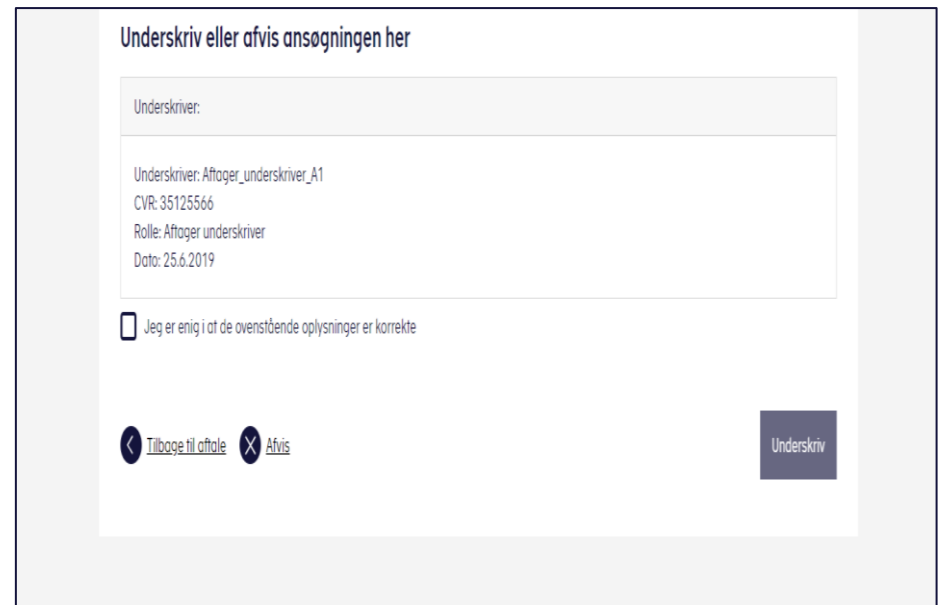 Underskriv eller afvis ansøgningen her
Underskriver:
Underskriver: Aftager_underskriver_A1
CVR: 35125566
Rolle: Aftager underskriver
Dato: 25.6.2019
Jeg er enig i at de ovenstående oplysninger er korrekte
Tilbage til aftale Afvis Underskriv